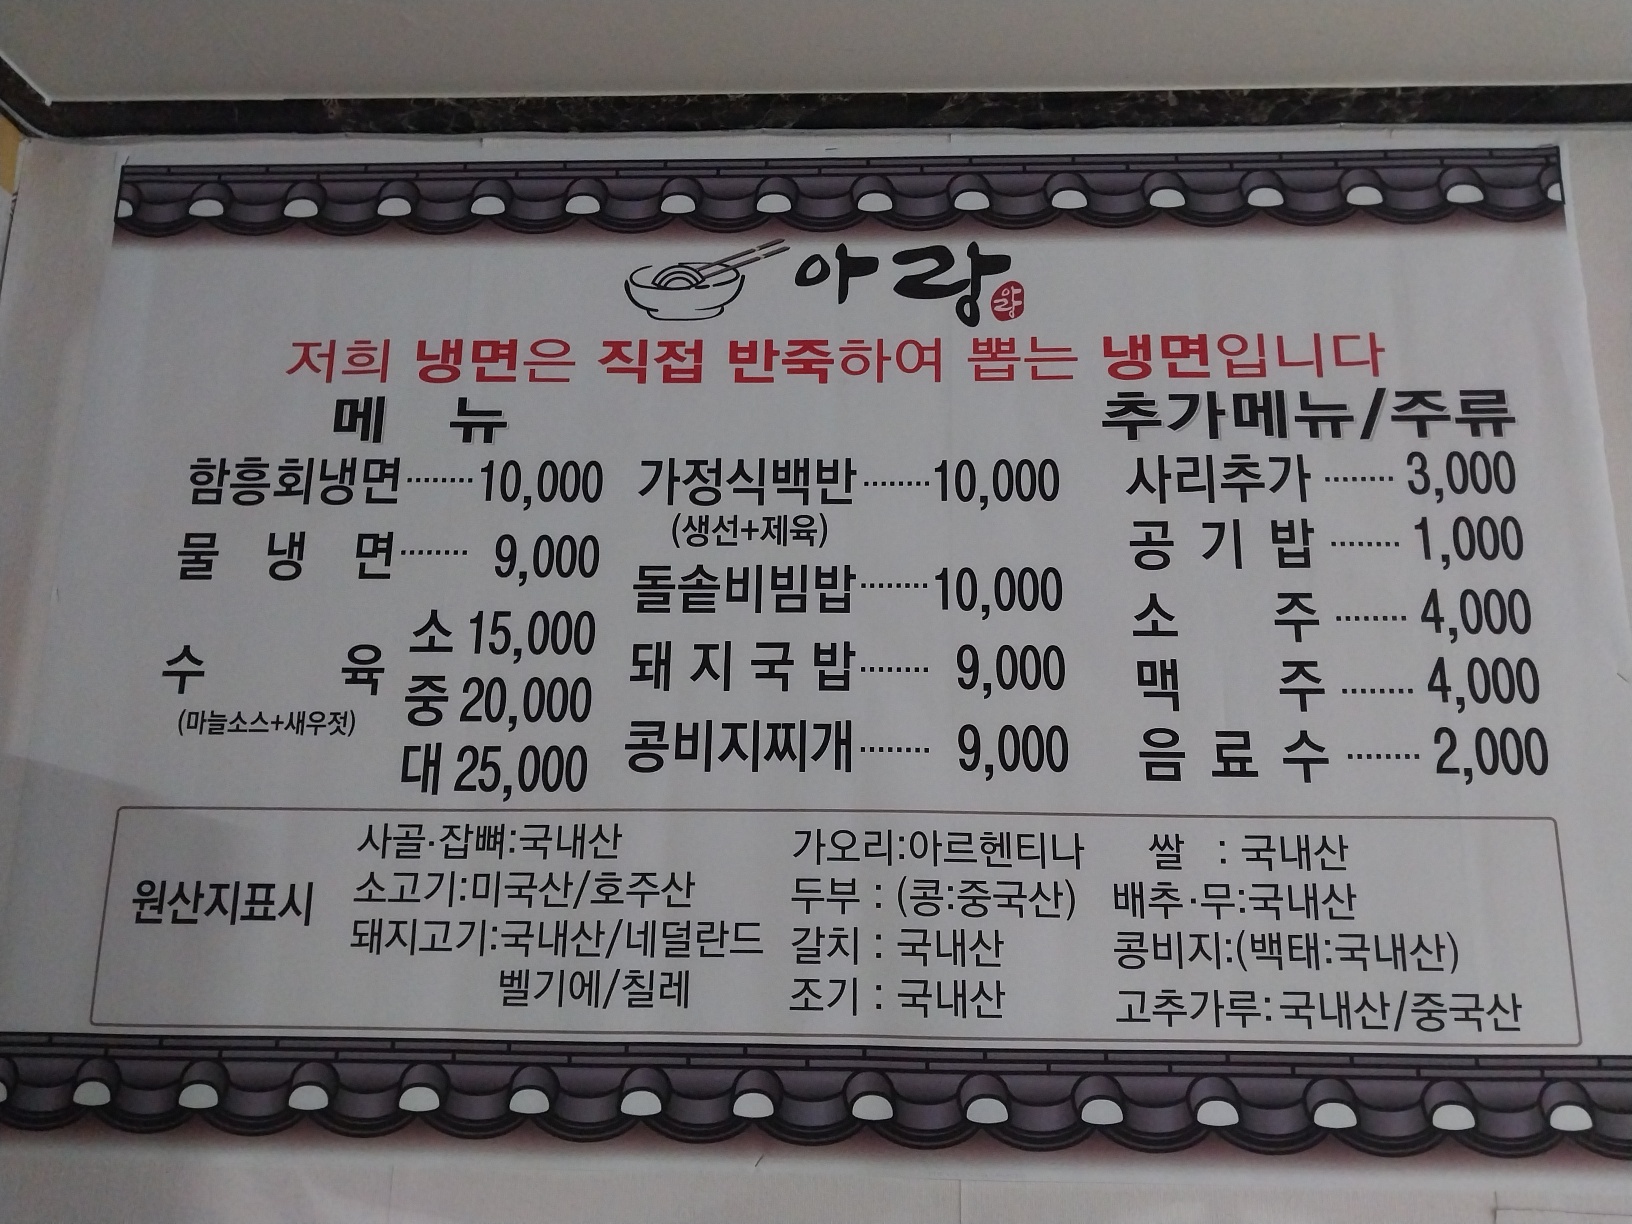 아랑
아랑
저희 냉면은 직접 반죽하여 뽑는 냉면입니다
메 뉴
함흥회냉면········10,000
물 냉 면········ 9,000
수 육
(마늘소스+새우젓)
소 15,000
중 20,000
대 25,000
가정식백반········10,000
(생선+제육)
돌솥비빔밥········10,000
돼지국밥········ 9,000
콩비지찌개········ 9,000
추가메뉴/주류
사리추가 ········ 3,000
공 기 밥 ········ 1,000
소 주 ········ 4,000
맥 주 ········ 4,000
음 료 수 ········ 2,000
원산지표시
사골·잡뼈:국내산
소고기:미국산/호주산
돼지고기:국내산/네덜란드
벨기에/칠레
가오리:아르헨티나
두부 : (콩:중국산)
갈치 : 국내산
조기 : 국내산
쌀 : 국내산
배추·무:국내산
콩비지:(백태:국내산)
고추가루:국내산/중국산